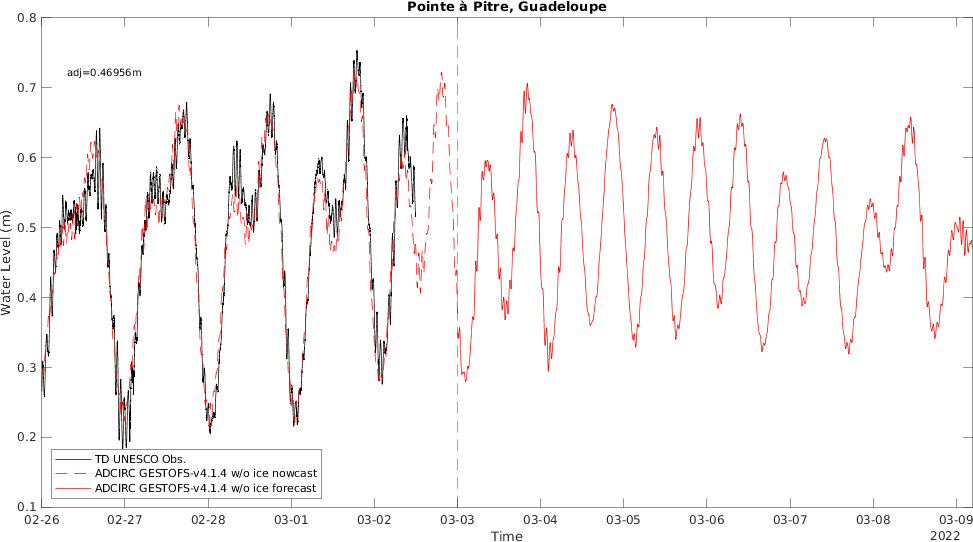 Pointe à Pitre, Guadeloupe
0.8
0.7
0.6
0.5
0.4
0.3
0.2
0.1
Water Level (m)
adj=0.46956m
TD UNESCO Obs.
ADCIRC GESTOFS-v4.1.4 w/o ice nowcast
ADCIRC GESTOFS-v4.1.4 w/o ice forecast
02-26 02-27 02-28 03-01 03-02 03-03 03-04 03-05 03-06 03-07 03-08 03-09
Time
2022